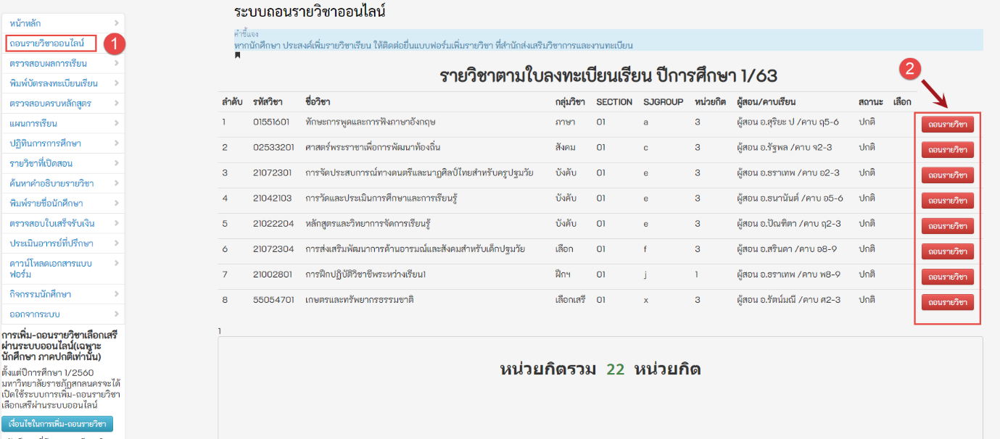 ระบบถอนรายวิชาออนไลน์
หน้าหลัก
ถอนรายวิชาออนไลน์
1
ตรวจสอบผลการเรียน
พิมพ์บัตรลงทะเบียนเรียน
ตรวจสอบครบหลักสูตร
แผนการเรียน
ปฏิทินการการศึกษา
รายวิชาที่เปิดสอน
ค้นหาคำอธิบายรายวิชา
พิมพ์รายชื่อนักศึกษา
ตรวจสอบใบเสร็จรับเงิน
ประเมินอาารย์ที่ปรึกษา
ดาวน์โหลดเอกสารแบบ
ฟอร์ม
กิจกรรมนักศึกษา
ออกจากระบบ
การเพิ่ม-ถอนรายวิชาเลือกเสรี
ผ่านระบบออนไลน์(เฉพาะ
นักศึกษา ภาคปกติเท่านั้น)
ตั้งแต่ปีการศึกษา 1/2560
มหาวิทยาลัยราชภัฏสกลนครจะได้
เปิดใช้ระบบการเพิ่ม-ถอนรายวิชา
เลือกเสรีผ่านระบบออนไลน์
เงื่อนไขในการเพิ่ม-ถอนรายวิชา
คำชี้แจง
หากนักศึกษา ประสงค์เพิ่มรายวิชาเรียน ให้ติดต่อยื่นแบบฟอร์มเพิ่มรายวิชา ที่สำนักส่งเสริมวิชาการและงานทะเบียน
รายวิชาตามใบลงทะเบียนเรียน ปีการศึกษา 1/63
2
ลำดับ รหัสวิชา ชื่อวิชา กลุ่มวิชา SECTION SJGROUP หน่วยกิต ผู้สอน/คาบเรียน สถานะ เลือก
1 01551601 ทักษะการพูดและการฟังภาษาอังกฤษ ภาษา 01 a 3 ผู้สอน อ.สุริยะ ป /คาบ ฤ5-6 ปกติ ถอนรายวิชา
2 02533201 ศาสตร์พระราชาเพื่อการพัฒนาท้องถิ่น สังคม 01 c 3 ผู้สอน อ.รัฐพล /คาบ จ2-3 ปกติ ถอนรายวิชา
3 21072301 การจัดประสบการณ์ทางดนตรีและนาฏศิลป์ไทยสำหรับครูปฐมวัย บังคับ 01 e 3 ผู้สอน อ.ธราเทพ /คาบ อ2-3 ปกติ ถอนรายวิชา
4 21042103 การวัดและประเมินการศึกษาและการเรียนรู้ บังคับ 01 e 3 ผู้สอน อ.ธนานันต์ /คาบ อ5-6 ปกติ ถอนรายวิชา
5 21022204 หลักสูตรและวิทยาการจัดการเรียนรู้ บังคับ 01 e 3 ผู้สอน อ.ปัณฑิตา /คาบ ฤ2-3 ปกติ ถอนรายวิชา
6 21072304 การส่งเสริมพัฒนาการด้านอารมณ์และสังคมสำหรับเด็กปฐมวัย เลือก 01 f 3 ผู้สอน อ.สรินดา /คาบ อ8-9 ปกติ ถอนรายวิชา
7 21002801 การฝึกปฏิบัติวิชาชีพระหว่างเรียน1 ฝึกฯ 01 j 1 ผู้สอน อ.ธราเทพ /คาบ พ8-9 ปกติ ถอนรายวิชา
8 55054701 เกษตรและทรัพยากรธรรมชาติ เลือกเสรี 01 x 3 ผู้สอน อ.รัตน์มณี /คาบ ศ2-3 ปกติ ถอนรายวิชา
1
หน่วยกิตรวม 22 หน่วยกิต